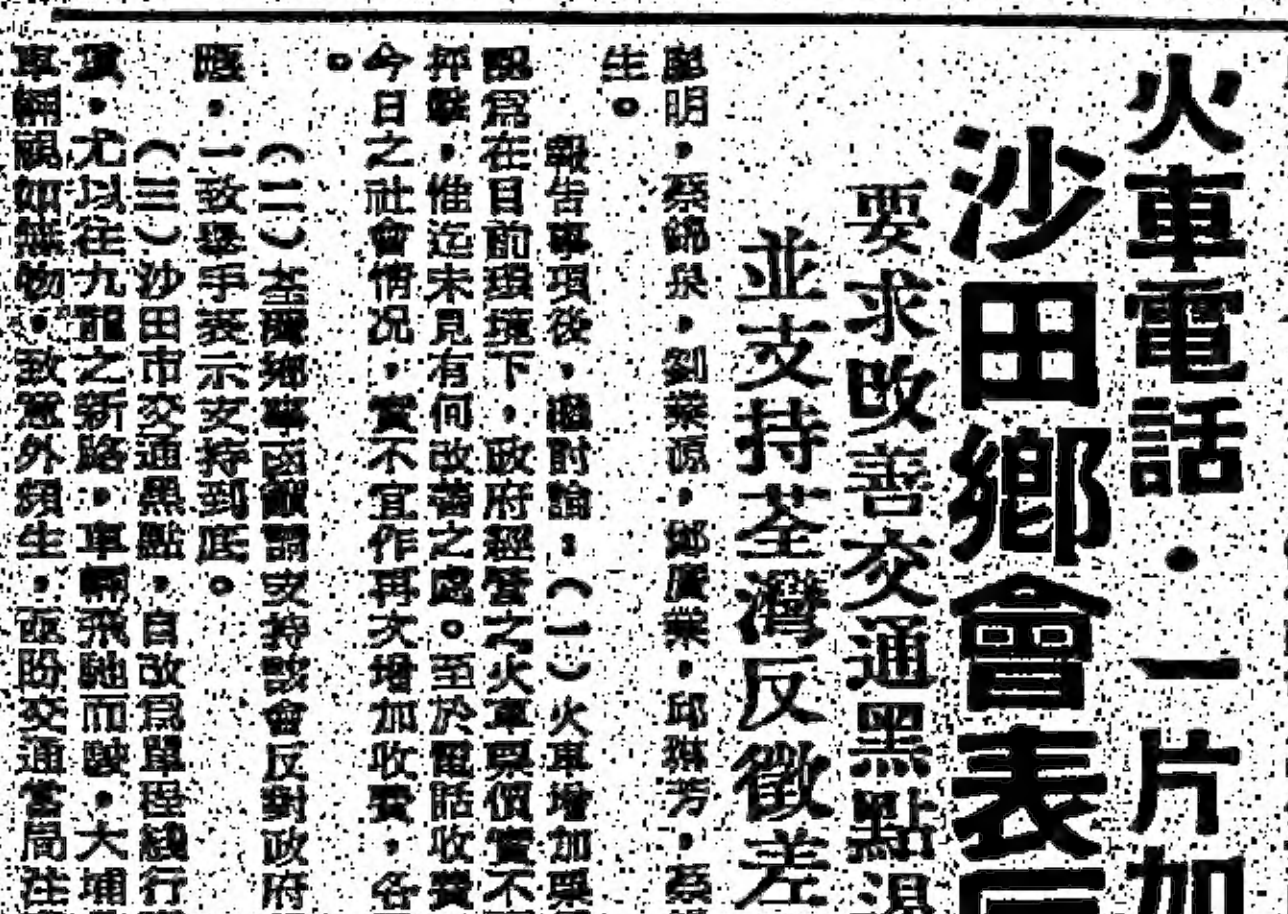 火車電話・一片加
沙田鄉會表反
要求改善交通黑點
並支持荃灣反徵差
明，蔡錦泉，劉榮源，鄭廣業，邱琳芳，蔡
生。
報告事項後，繼討論：（一）火車增加票
認爲在目前環境下，政府經營之火車票價實不
抨擊，惟迄未見有何改善之處。至於電話收費
今日之社會情况，實不宜作再次增加收費，各
。
（二）荃灣鄉事函籲請支持該會反對政府
應，一致舉手表示支持到底。
（三）沙田市交通黑點，自改爲單程綫行
，尤以往九龍之新路，車輛飛馳而駛，大埔
車輛視如無物，致意外頻生，亟盼交通當局注